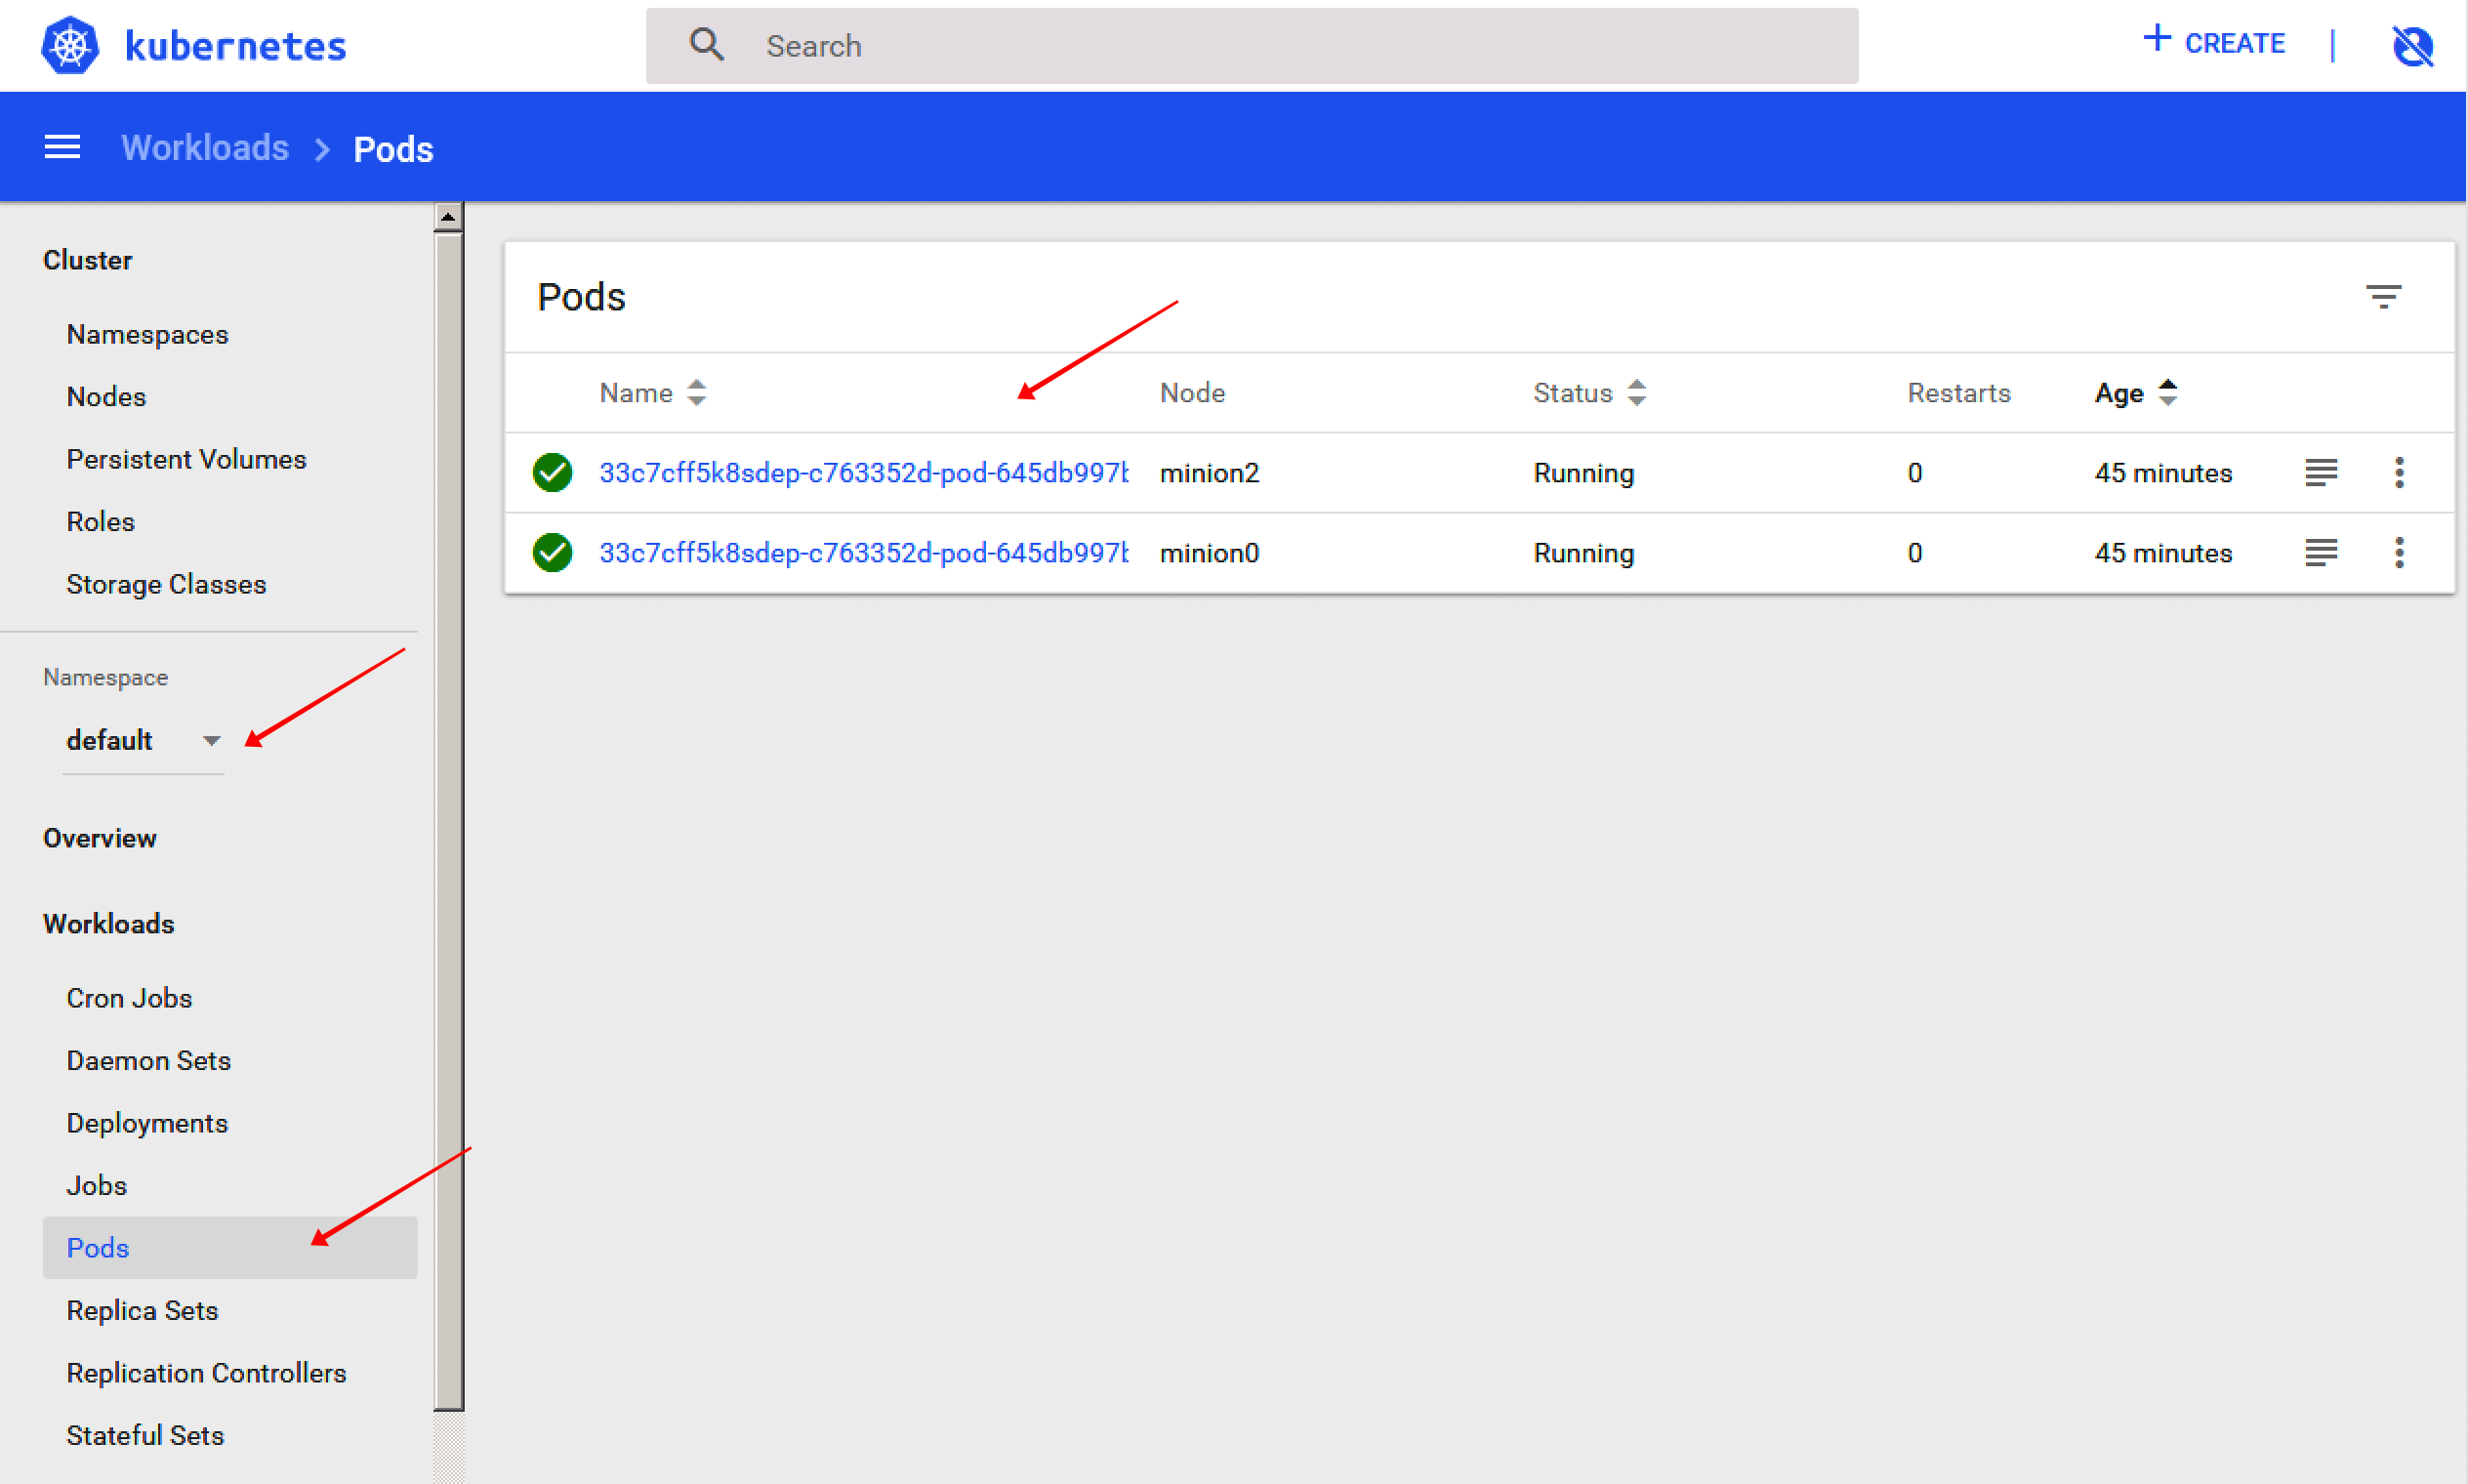 kubernetes
Search
+ CREATE |
Workloads > Pods
Cluster
Namespaces
Nodes
Persistent Volumes
Roles
Storage Classes
Namespace
default
Overview
Workloads
Cron Jobs
Daemon Sets
Deployments
Jobs
Pods
Replica Sets
Replication Controllers
Stateful Sets
Pods
Name Node Status Restarts Age
33c7cff5k8sdep-c763352d-pod-645db997b minion2 Running 0 45 minutes
33c7cff5k8sdep-c763352d-pod-645db997b minion0 Running 0 45 minutes